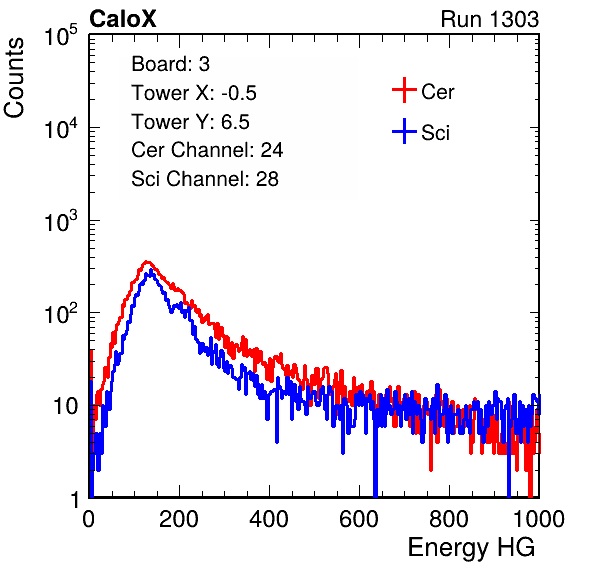 CaloX Run 1303
Counts
10^5
10^4
10^3
10^2
10
1
Board: 3
Tower X: -0.5
Tower Y: 6.5
Cer Channel: 24
Sci Channel: 28
Cer
Sci
0 200 400 600 800 1000
Energy HG